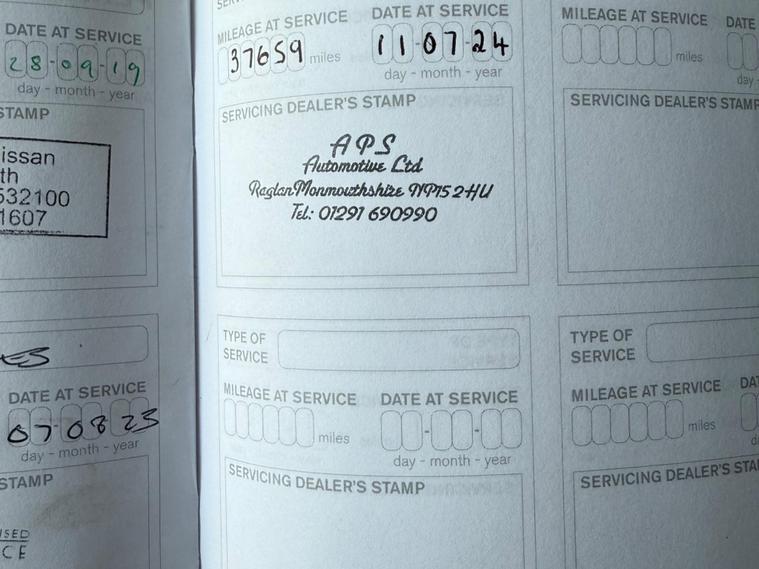 DATE AT SERVICE
28-09-19
day - month - year
STAMP
issan
th
532100
1607
ES
DATE AT SERVICE
07-08 23
day - month - year
STAMP
ISED
CE
MILEAGE AT SERVICE
37659 miles
DATE AT SERVICE
11-07-24
day - month - year
SERVICING DEALER'S STAMP
APS
Automotive Ltd
Raglan Monmouthshire NP15 2HU
Tel: 01291 690990
TYPE OF
SERVICE
MILEAGE AT SERVICE
miles
DATE AT SERVICE
day - month - year
SERVICING DEALER'S STAMP
MILEAGE AT SERVICE
miles
DATE
day
SERVICING DEALER'S STAMP
TYPE OF
SERVICE
MILEAGE AT SERVICE
miles
SERVICING DEALER'S STA